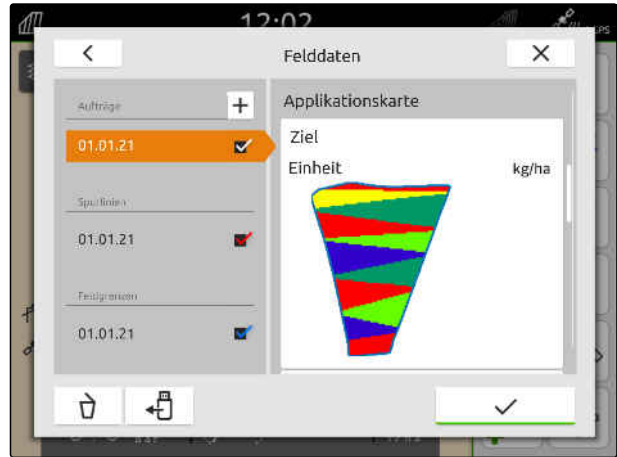 12:02
Felddaten
Aufträge
01.01.21
Spurlinien
01.01.21
Feldgrenzen
01.01.21
Applikationskarte
Ziel
Einheit kg/ha